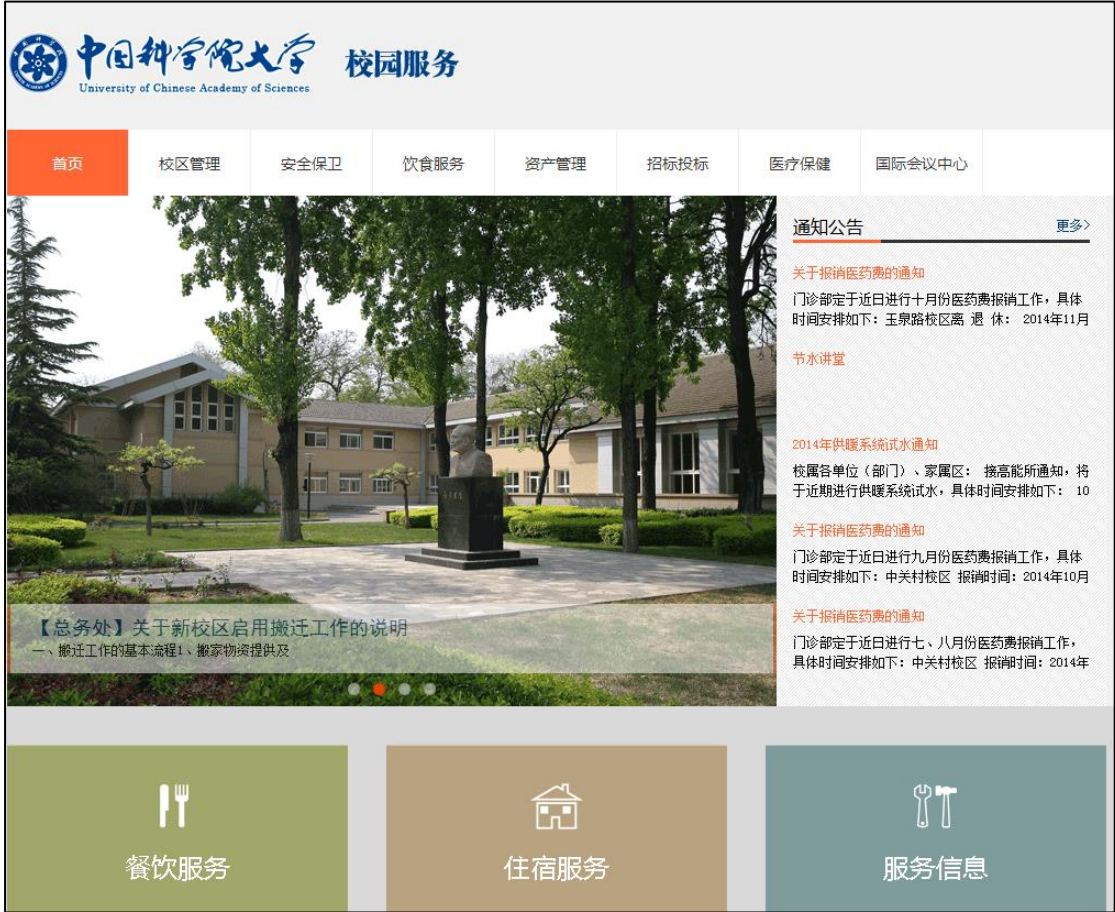 中国科学院大学
University of Chinese Academy of Sciences
校园服务
首页
校区管理
安全保卫
饮食服务
资产管理
招标投标
医疗保健
国际会议中心
通知公告
更多>
关于报销医药费的通知
门诊部定于近日进行十月份医药费报销工作，具体
时间安排如下：玉泉路校区离 退 休： 2014年11月
节水讲堂
2014年供暖系统试水通知
校属各单位（部门）、家属区： 接高能所通知，将
于近期进行供暖系统试水，具体时间安排如下： 10
关于报销医药费的通知
门诊部定于近日进行九月份医药费报销工作，具体
时间安排如下：中关村校区 报销时间：2014年10月
关于报销医药费的通知
门诊部定于近日进行七、八月份医药费报销工作，
具体时间安排如下：中关村校区 报销时间：2014年
【总务处】关于新校区启用搬迁工作的说明
一、搬迁工作的基本流程1、搬家物资提供及
餐饮服务
住宿服务
服务信息